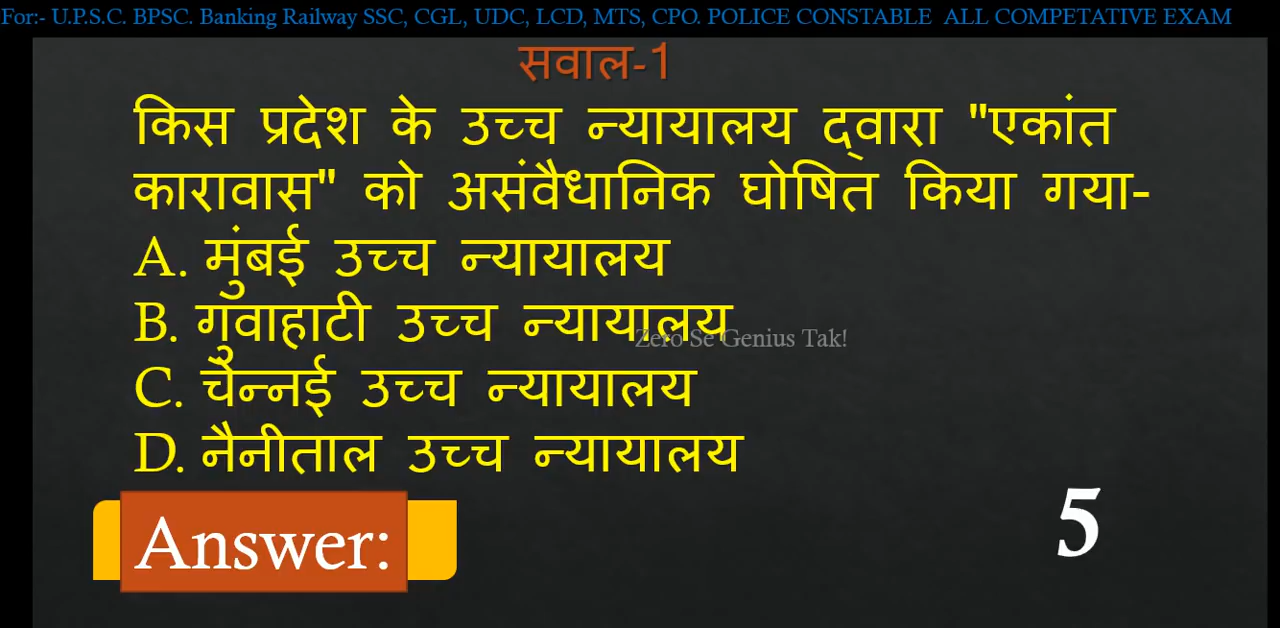 For:- U.P.S.C. BPSC. Banking Railway SSC, CGL, UDC, LCD, MTS, CPO. POLICE CONSTABLE ALL COMPETATIVE EXAM
सवाल-1
किस प्रदेश के उच्च न्यायालय द्वारा "एकांत
कारावास" को असंवैधानिक घोषित किया गया-
A. मुंबई उच्च न्यायालय
B. गुवाहाटी उच्च न्यायालय
Zero Se Genius Tak!
C. चेन्नई उच्च न्यायालय
D. नैनीताल उच्च न्यायालय
Answer:
5